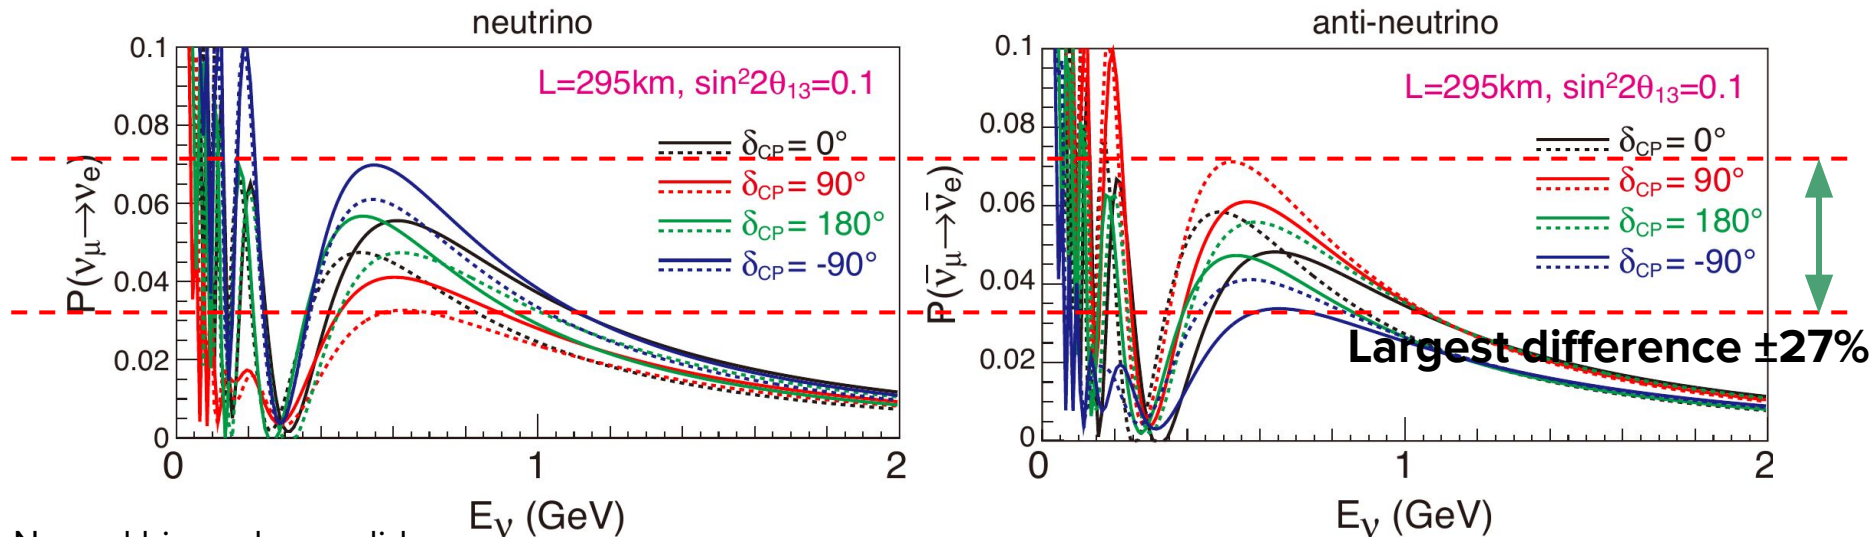 neutrino
0.1
0.08
0.06
0.04
0.02
0
P(νμ→νe)
L=295km, sin²2θ₁₃=0.1
δCP = 0°
δCP = 90°
δCP = 180°
δCP = -90°
0 1 2
Eν (GeV)
anti-neutrino
0.1
0.08
0.06
0.04
0.02
0
P(ν̄μ→ν̄e)
L=295km, sin²2θ₁₃=0.1
δCP = 0°
δCP = 90°
δCP = 180°
δCP = -90°
Largest difference ±27%
0 1 2
Eν (GeV)